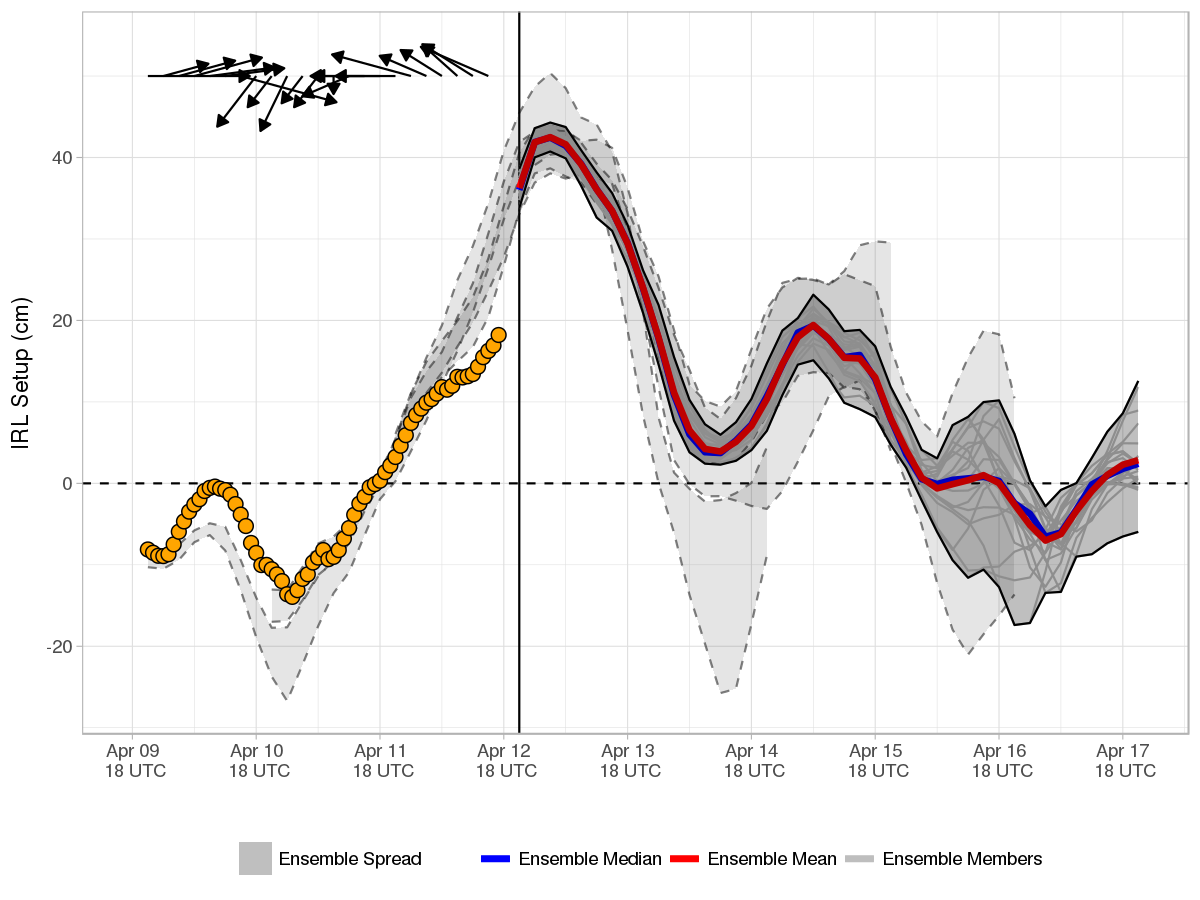 IRL Setup (cm)
40
20
0
-20
Apr 09 Apr 10 Apr 11 Apr 12 Apr 13 Apr 14 Apr 15 Apr 16 Apr 17
18 UTC 18 UTC 18 UTC 18 UTC 18 UTC 18 UTC 18 UTC 18 UTC 18 UTC
Ensemble Spread Ensemble Median Ensemble Mean Ensemble Members